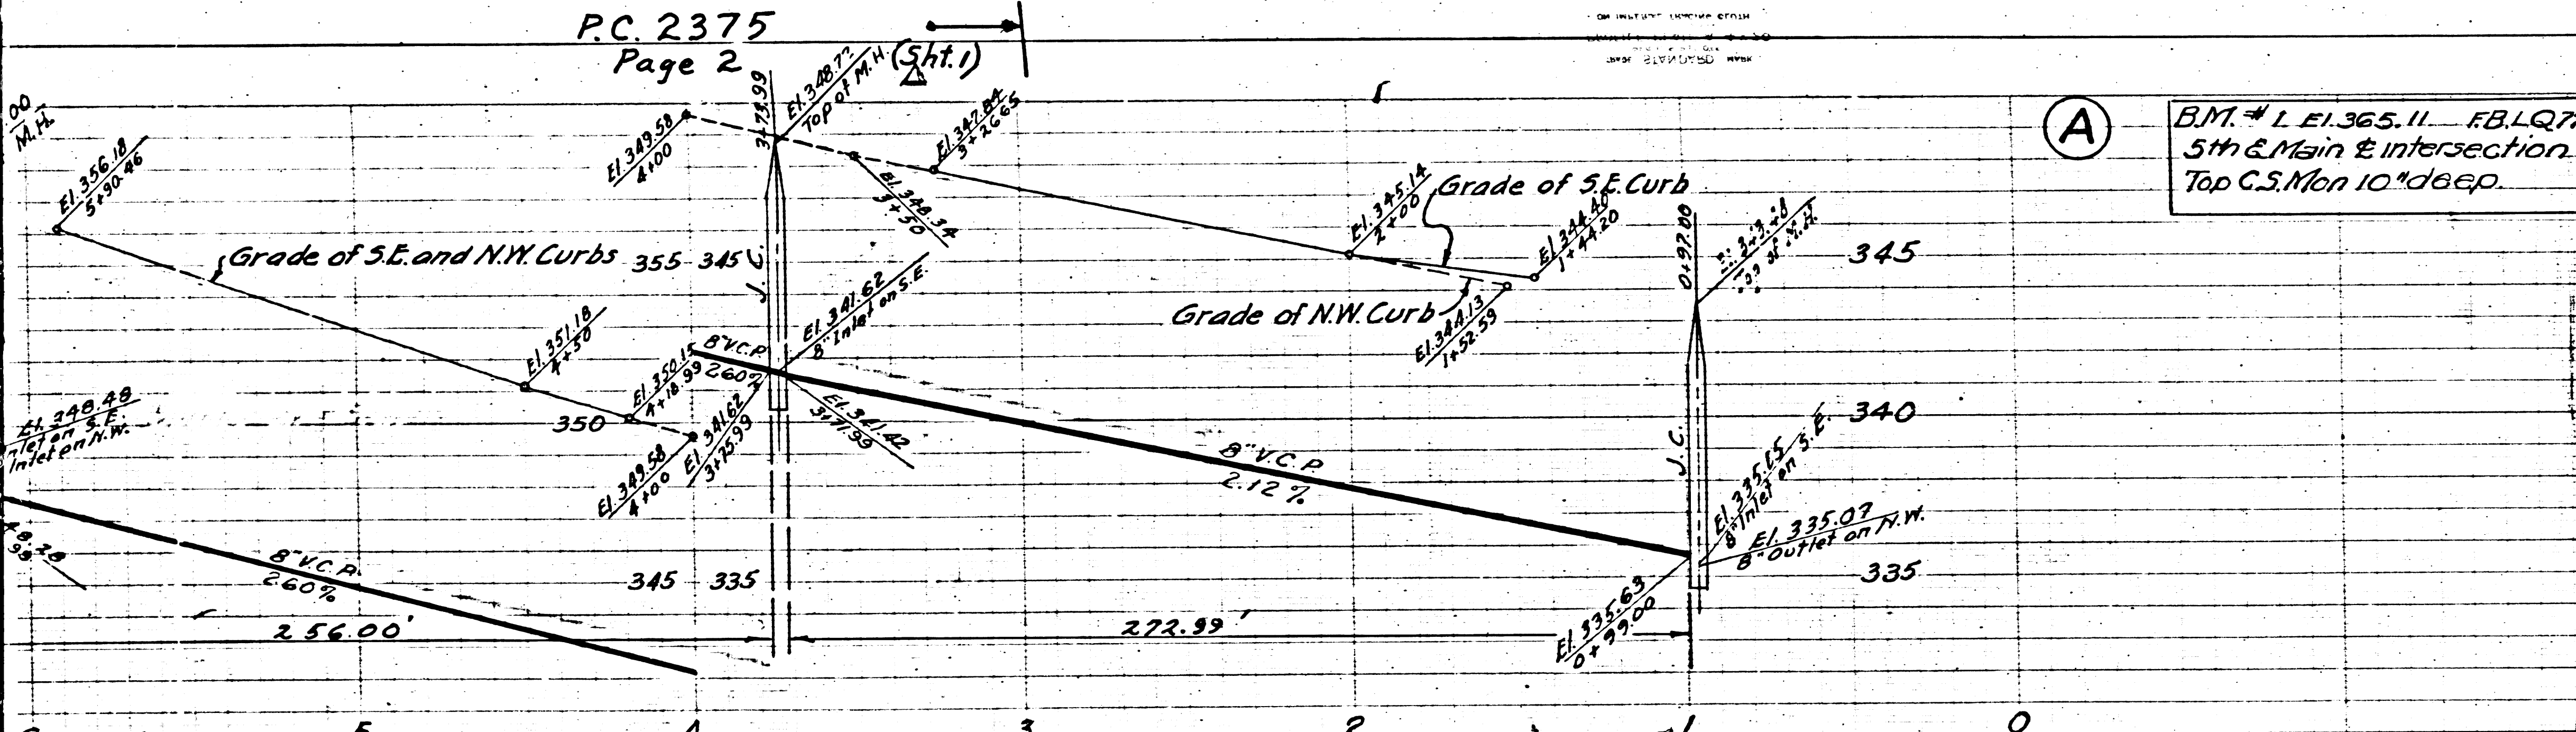 P.C. 2375
Page 2
(Sht. 1)
00
M.H.
El. 356.18
5+90.46
Grade of S.E. and N.W. Curbs
El. 351.18
4+50
El. 350.15
4+18.99
El. 349.58
4+00
El. 349.58
4+00
3+73.99
El. 348.7
Top of M.H.
El. 348.34
3+50
El. 347.84
3+26.65
El. 345.14
2+00
Grade of S.E. Curb
El. 344.40
1+44.20
Grade of N.W. Curb
El. 344.13
1+52.59
0+97.00
El. 343.48
Top of M.H.
A
B.M. # 1 El. 365.11 F.B. LQ7
5th & Main ₵ intersection
Top C.S. Mon 10" deep.
355 345
345
350
340
345 335
335
J.C.
El. 341.62
8" Inlet on S.E.
8" V.C.P.
2.60%
El. 341.62
3+75.99
El. 341.42
3+71.99
8" V.C.P.
2.12%
J.C.
8" Inlet on S.E.
El. 335.07
8" Outlet on N.W.
El. 335.63
0+99.00
El. 348.48
Inlet on S.E.
Inlet on N.W.
8" V.C.P.
2.60%
256.00'
272.99'
5 4 3 2 1 0